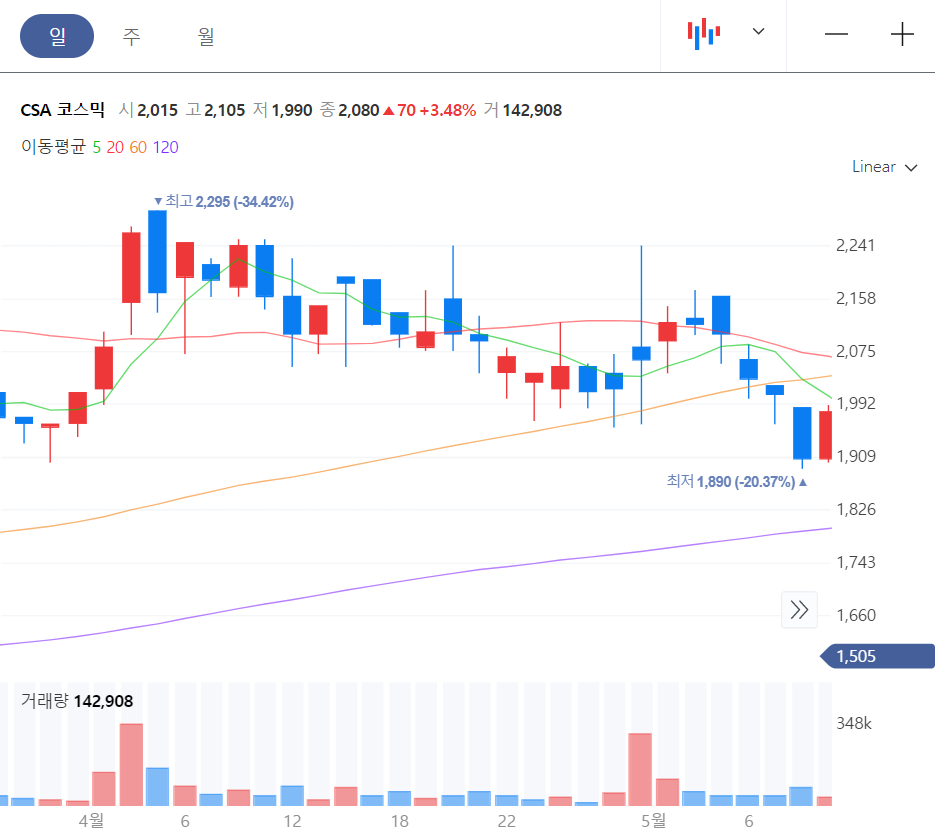 일 주 월
CSA 코스믹 시 2,015 고 2,105 저 1,990 종 2,080 ▲ 70 +3.48% 거 142,908
이동평균 5 20 60 120
Linear
▼최고 2,295 (-34.42%)
2,241
2,158
2,075
1,992
1,909
최저 1,890 (-20.37%) ▲
1,826
1,743
1,660
1,505
거래량 142,908
348k
4월 6 12 18 22 5월 6